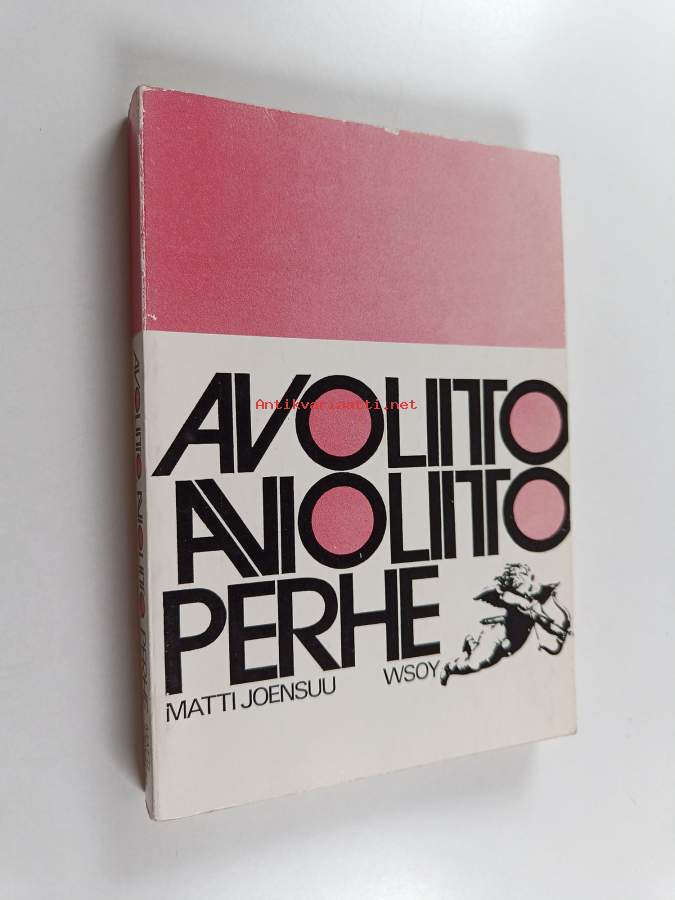 AVOLIITTO
Antikvariaatti.net
AVIOLIITTO
PERHE
MATTI JOENSUU WSOY
AVOLIITTO AVIOLIITTO PERHE